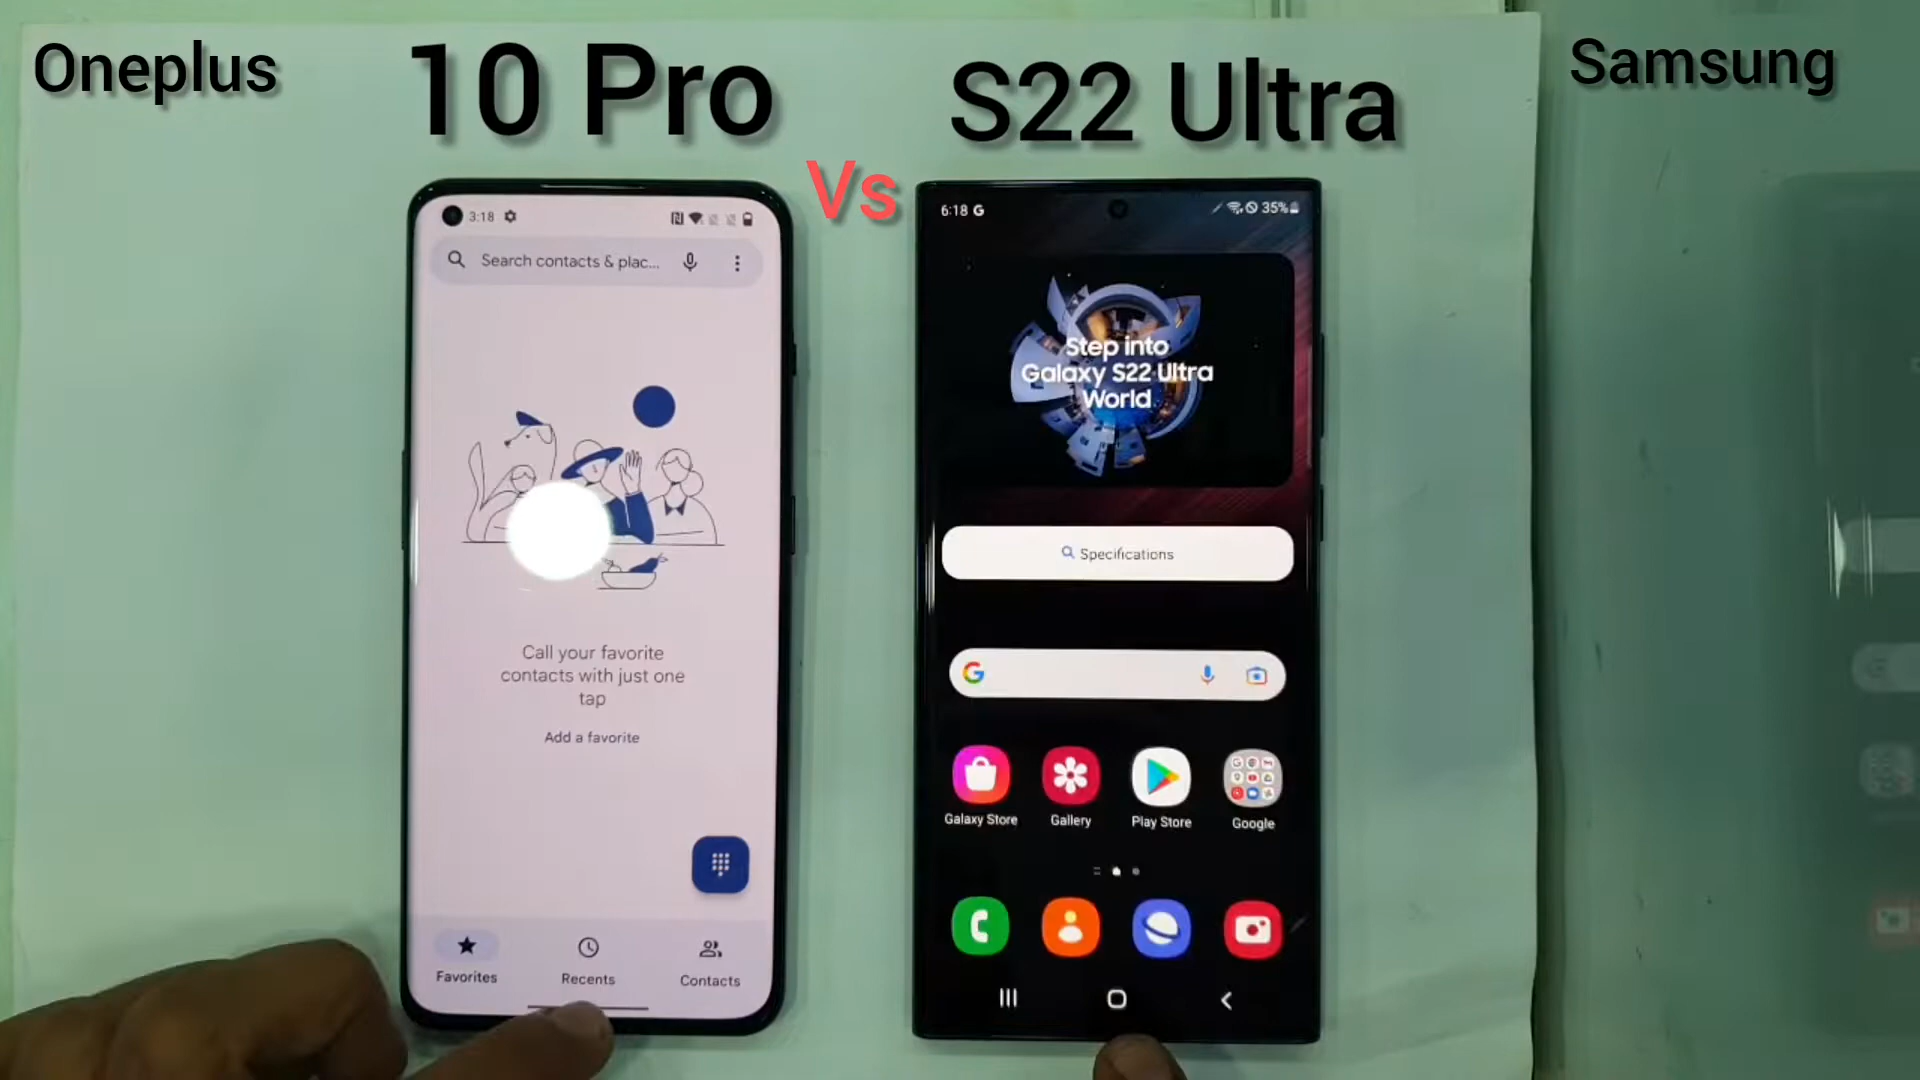 Oneplus
10 Pro
S22 Ultra
Samsung
Vs
3:18
Search contacts & plac...
Call your favorite
contacts with just one
tap
Add a favorite
Favorites
Recents
Contacts
6:18 G
35%
Step into
Galaxy S22 Ultra
World
Specifications
Galaxy Store
Gallery
Play Store
Google